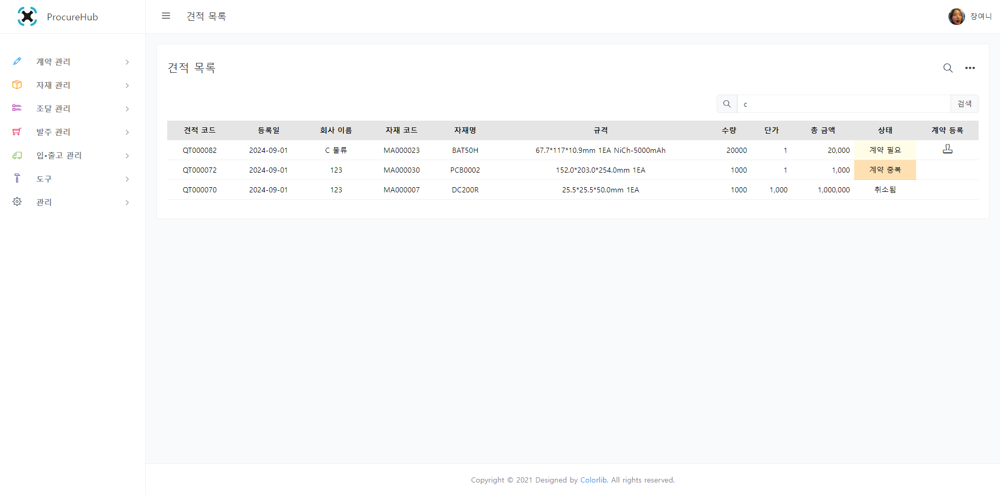 ProcureHub
견적 목록
장여니
계약 관리
자재 관리
조달 관리
발주 관리
입•출고 관리
도구
관리
견적 목록
c 검색
견적 코드 등록일 회사 이름 자재 코드 자재명 규격 수량 단가 총 금액 상태 계약 등록
QT000082 2024-09-01 C 물류 MA000023 BAT50H 67.7*117*10.9mm 1EA NiCh-5000mAh 20000 1 20,000 계약 필요
QT000072 2024-09-01 123 MA000030 PCB0002 152.0*203.0*254.0mm 1EA 1000 1 1,000 계약 중복
QT000070 2024-09-01 123 MA000007 DC200R 25.5*25.5*50.0mm 1EA 1000 1,000 1,000,000 취소됨
Copyright © 2021 Designed by Colorlib. All rights reserved.